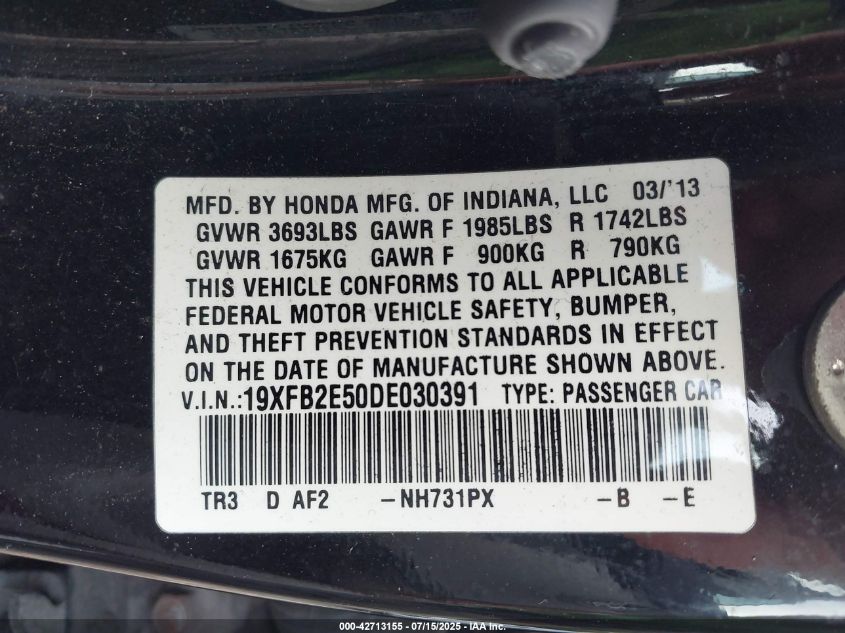 MFD. BY HONDA MFG. OF INDIANA, LLC 03/'13
GVWR 3693LBS GAWR F 1985LBS R 1742LBS
GVWR 1675KG GAWR F 900KG R 790KG
THIS VEHICLE CONFORMS TO ALL APPLICABLE
FEDERAL MOTOR VEHICLE SAFETY, BUMPER,
AND THEFT PREVENTION STANDARDS IN EFFECT
ON THE DATE OF MANUFACTURE SHOWN ABOVE.
V.I.N.:19XFB2E50DE030391 TYPE: PASSENGER CAR
TR3 D AF2 -NH731PX -B -E
000-42713155 - 07/15/2025 - IAA Inc.